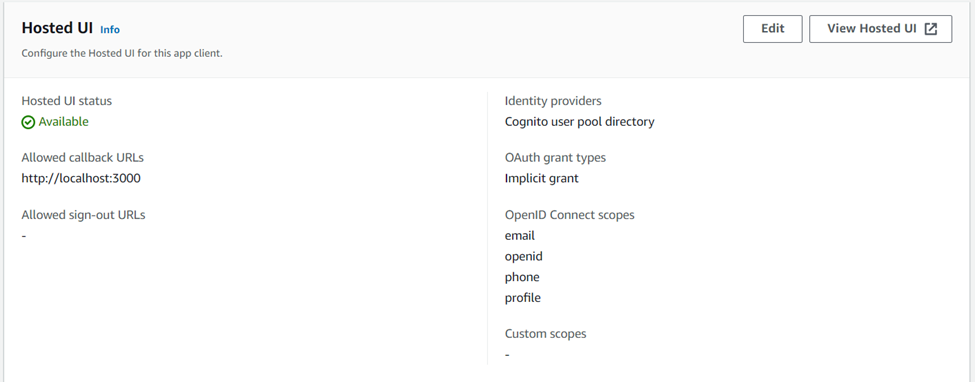 Hosted UI Info
Edit
View Hosted UI
Configure the Hosted UI for this app client.
Hosted UI status
Available
Allowed callback URLs
http://localhost:3000
Allowed sign-out URLs
-
Identity providers
Cognito user pool directory
OAuth grant types
Implicit grant
OpenID Connect scopes
email
openid
phone
profile
Custom scopes
-